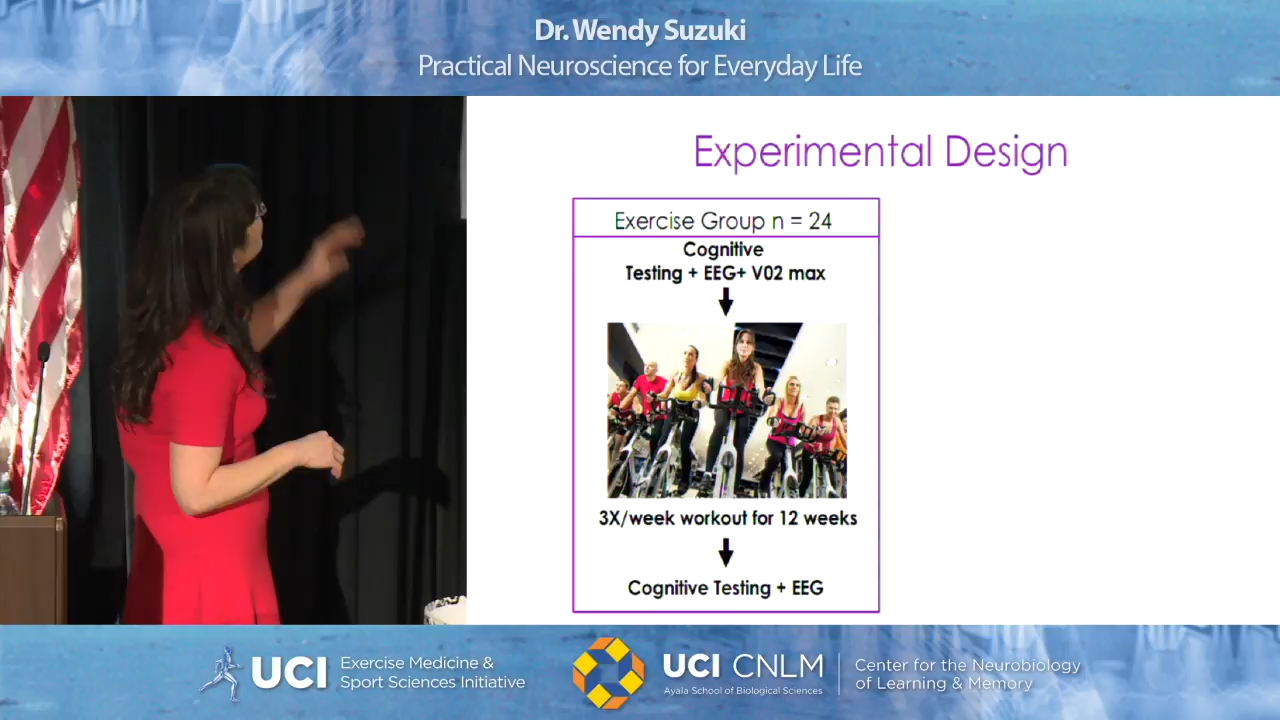 Dr. Wendy Suzuki
Practical Neuroscience for Everyday Life
Experimental Design
Exercise Group n = 24
Cognitive
Testing + EEG+ V02 max
3X/week workout for 12 weeks
Cognitive Testing + EEG
UCI Exercise Medicine &
Sport Sciences Initiative
UCI CNLM
Ayala School of Biological Sciences
Center for the Neurobiology
of Learning & Memory